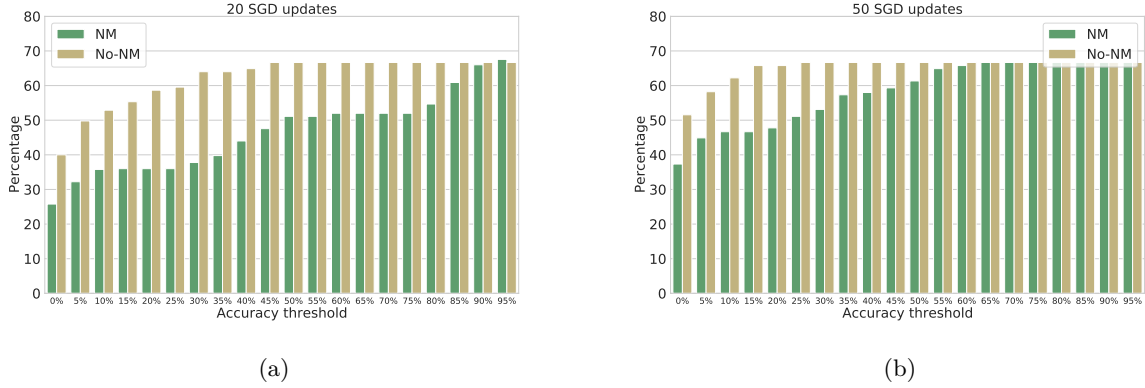 20 SGD updates
80
70
60
50
40
30
20
10
0
Percentage
NM
No-NM
0% 5% 10% 15% 20% 25% 30% 35% 40% 45% 50% 55% 60% 65% 70% 75% 80% 85% 90% 95%
Accuracy threshold
(a)
50 SGD updates
80
70
60
50
40
30
20
10
0
Percentage
NM
No-NM
0% 5% 10% 15% 20% 25% 30% 35% 40% 45% 50% 55% 60% 65% 70% 75% 80% 85% 90% 95%
Accuracy threshold
(b)